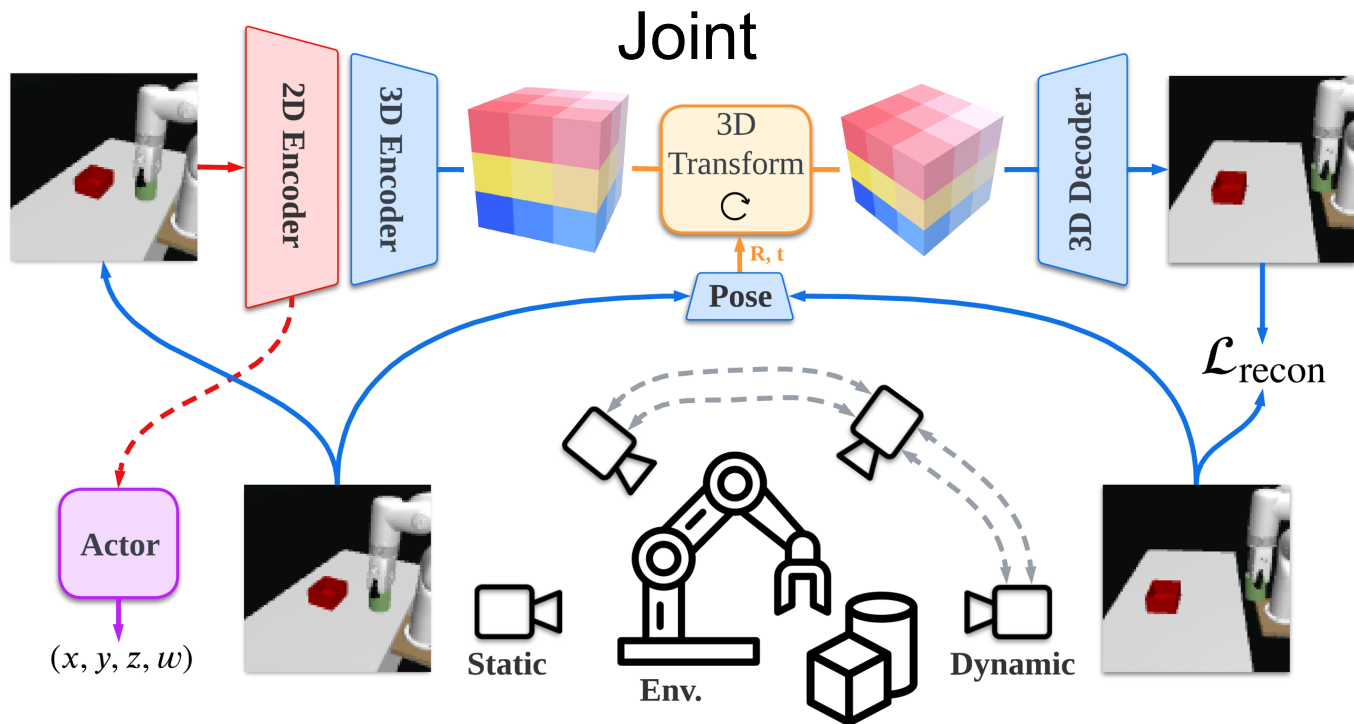 Joint
2D Encoder
3D Encoder
3D
Transform
3D Decoder
R, t
Pose
ℒrecon
Actor
(x, y, z, w)
Static
Env.
Dynamic